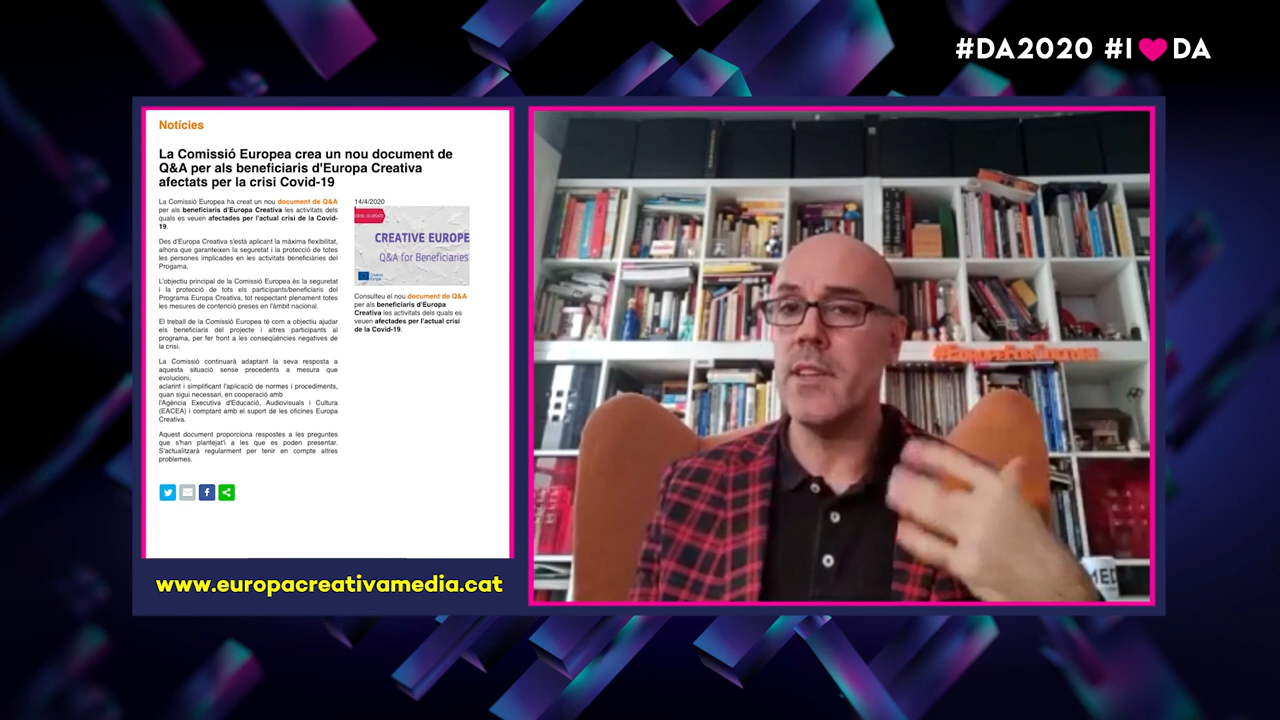 #DA2020 #I ❤ DA
Notícies
La Comissió Europea crea un nou document de
Q&A per als beneficiaris d'Europa Creativa
afectats per la crisi Covid-19
La Comissió Europea ha creat un nou document de Q&A
per als beneficiaris d'Europa Creativa les activitats dels
quals es veuen afectades per l'actual crisi de la Covid-
19.
Des d'Europa Creativa s'està aplicant la màxima flexibilitat,
alhora que garanteixen la seguretat i la protecció de totes
les persones implicades en les activitats beneficiàries del
Progama.
L'objectiu principal de la Comissió Europea és la seguretat
i la protecció de tots els participants/beneficiaris del
Programa Europa Creativa, tot respectant plenament totes
les mesures de contenció preses en l'àmbit nacional.
El treball de la Comissió Europea té com a objectiu ajudar
els beneficiaris del projecte i altres participants al
programa, per fer front a les conseqüències negatives de
la crisi.
La Comissió continuarà adaptant la seva resposta a
aquesta situació sense precedents a mesura que
evolucioni,
aclarint i simplificant l'aplicació de normes i procediments,
quan sigui necessari, en cooperació amb
l'Agència Executiva d'Educació, Audiovisuals i Cultura
(EACEA) i comptant amb el suport de les oficines Europa
Creativa.
Aquest document proporciona respostes a les preguntes
que s'han plantejat'i a les que es poden presentar.
S'actualitzarà regularment per tenir en compte altres
problemes.
14/4/2020
CREATIVE EUROPE
Q&A for Beneficiaries
Creative
Europe
Consulteu el nou document de Q&A
per als beneficiaris d'Europa
Creativa les activitats dels quals es
veuen afectades per l'actual crisi
de la Covid-19.
www.europacreativamedia.cat
#EuropeForCulture
MED